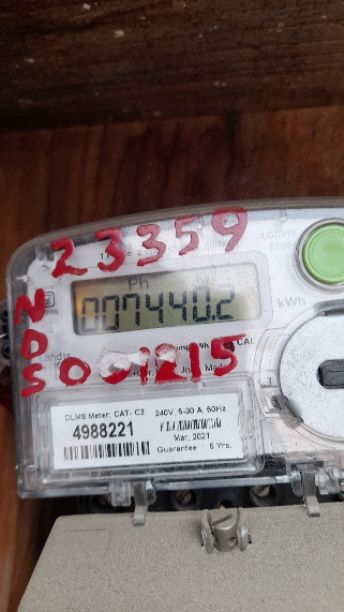 23359
Ph
007440.2
kWh
NDS 001215
DLMS Meter, CAT- C3 240V, 5-30 A, 50Hz
4988221
Mar, 2021
Guarantee : 5 Yrs.